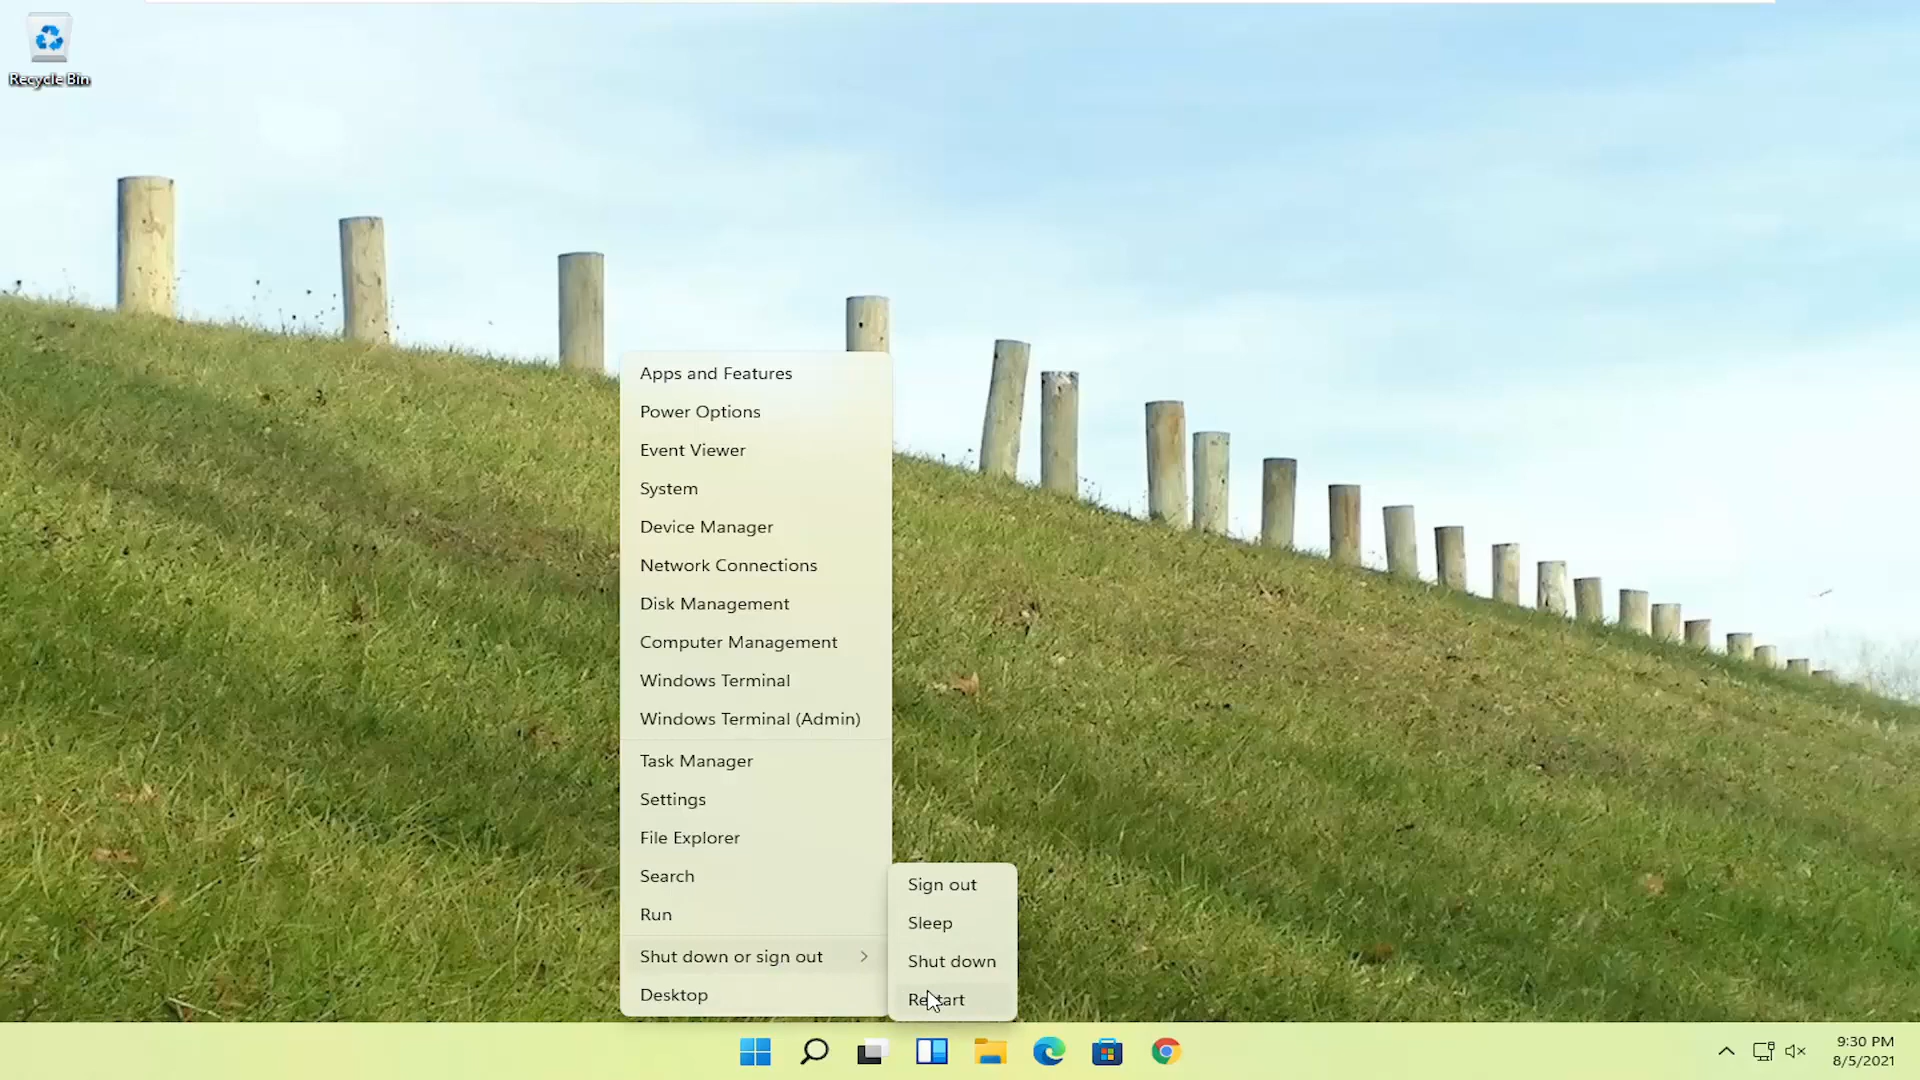 Recycle Bin
Apps and Features
Power Options
Event Viewer
System
Device Manager
Network Connections
Disk Management
Computer Management
Windows Terminal
Windows Terminal (Admin)
Task Manager
Settings
File Explorer
Search
Run
Shut down or sign out
Desktop
Sign out
Sleep
Shut down
Restart
9:30 PM
8/5/2021